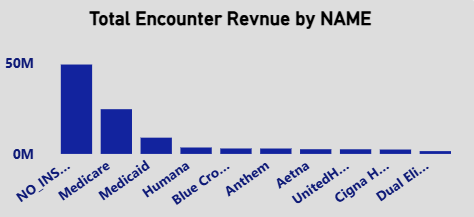 Total Encounter Revnue by NAME
50M
0M
NO_INS...
Medicare
Medicaid
Humana
Blue Cro...
Anthem
Aetna
UnitedH...
Cigna H...
Dual Eli...